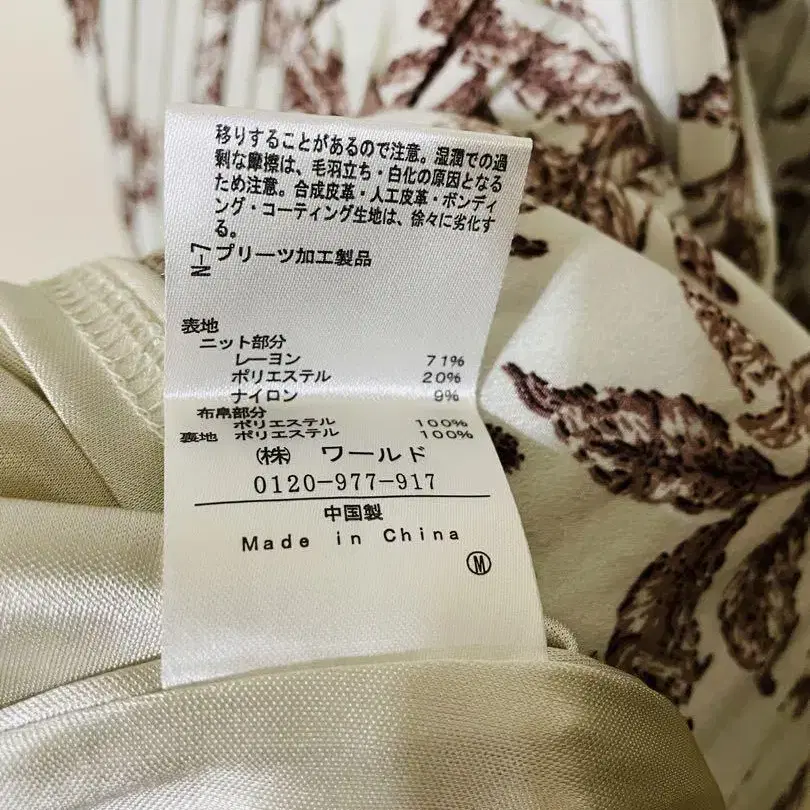 移りすることがあるので注意。湿潤での過
剰な摩擦は、毛羽立ち・白化の原因となる
ため注意。合成皮革・人工皮革・ボンディ
ング・コーティング生地は、徐々に劣化す
る。
N-7 プリーツ加工製品
表地
ニット部分
レーヨン 71%
ポリエステル 20%
ナイロン 9%
布帛部分
ポリエステル 100%
裏地 ポリエステル 100%
(株) ワールド
0120-977-917
中国製
Made in China
Ⓜ